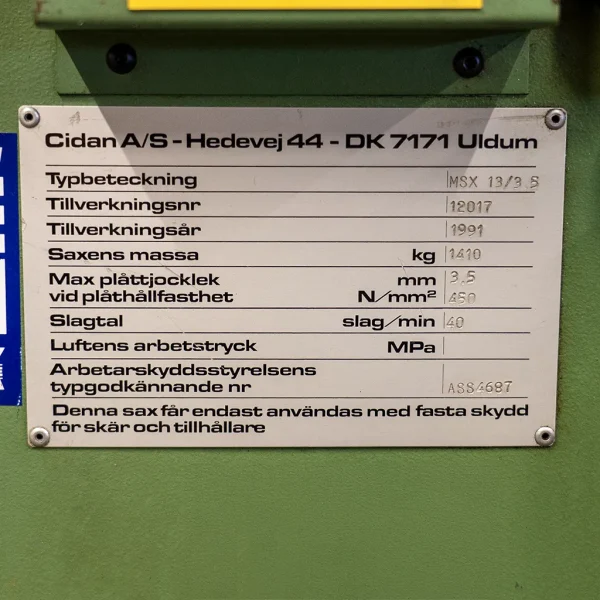 Cidan A/S - Hedevej 44 - DK 7171 Uldum
Typbeteckning MSX 13/3.5
Tillverkningsnr 12017
Tillverkningsår 1991
Saxens massa kg 1410
Max plåttjocklek mm 3.5
vid plåthållfasthet N/mm² 450
Slagtal slag/min 40
Luftens arbetstryck MPa
Arbetarskyddsstyrelsens
typgodkännande nr ASS4687
Denna sax får endast användas med fasta skydd
för skär och tillhållare